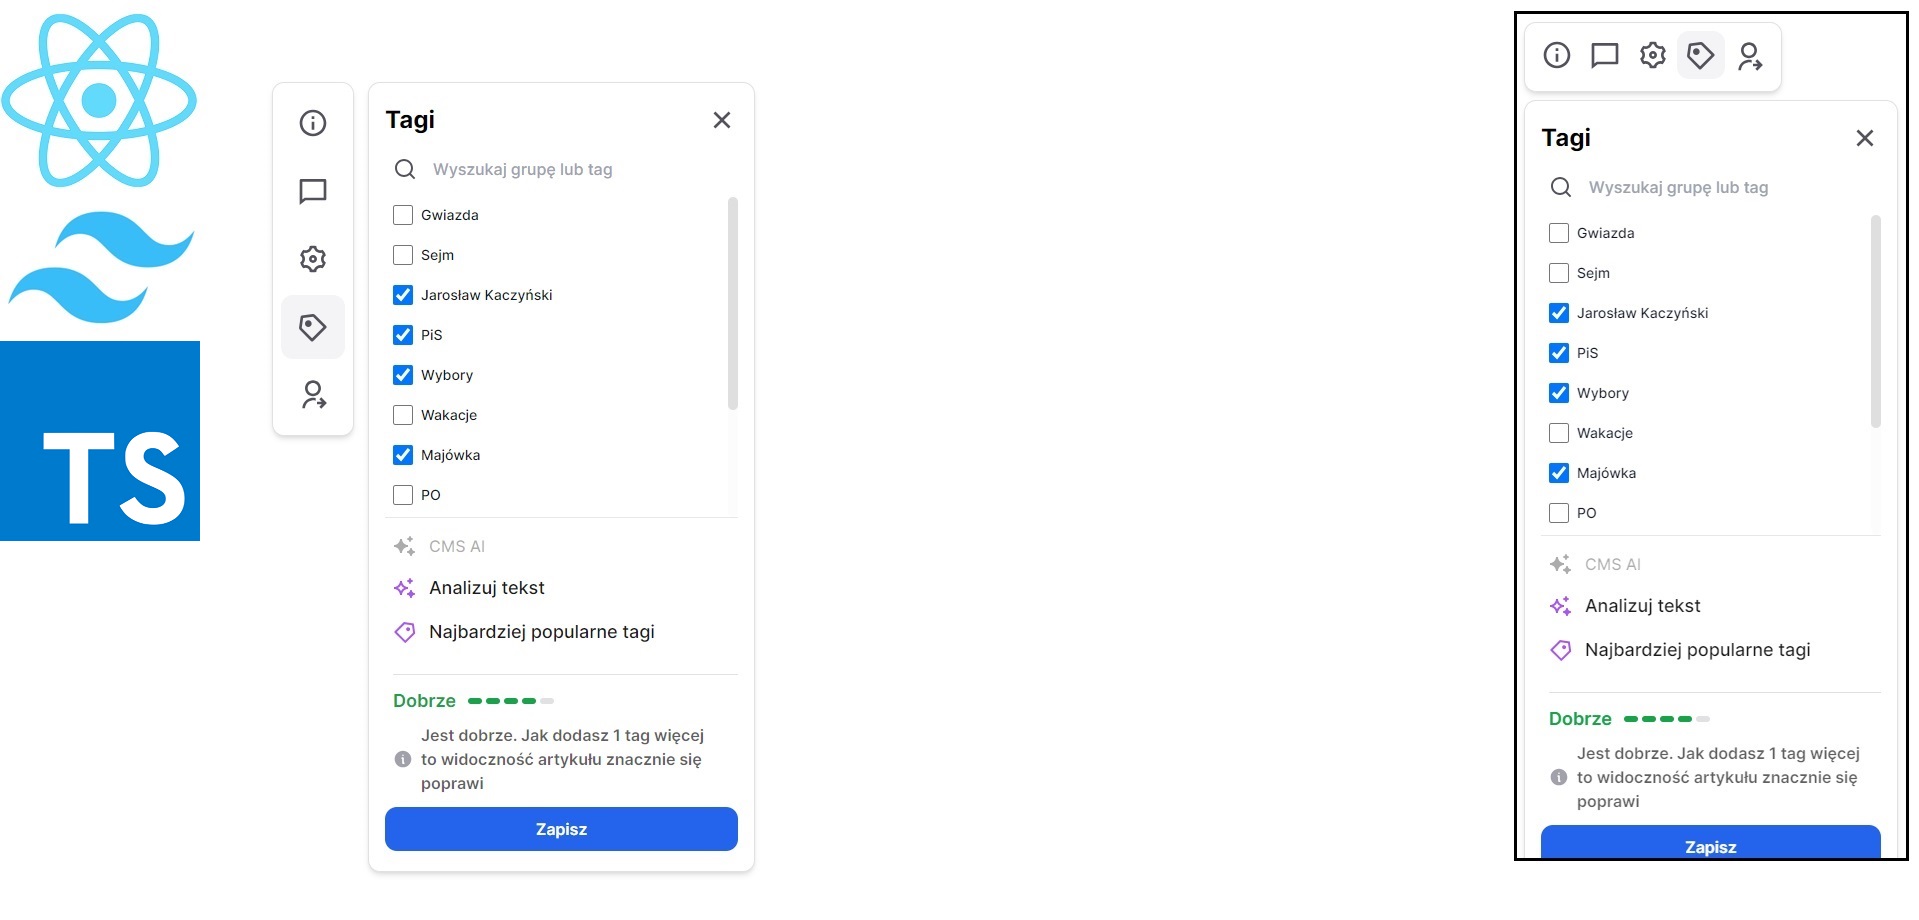 TS
Tagi
Wyszukaj grupę lub tag
Gwiazda
Sejm
Jarosław Kaczyński
PiS
Wybory
Wakacje
Majówka
PO
CMS AI
Analizuj tekst
Najbardziej popularne tagi
Dobrze
Jest dobrze. Jak dodasz 1 tag więcej
to widoczność artykułu znacznie się
poprawi
Zapisz
Tagi
Wyszukaj grupę lub tag
Gwiazda
Sejm
Jarosław Kaczyński
PiS
Wybory
Wakacje
Majówka
PO
CMS AI
Analizuj tekst
Najbardziej popularne tagi
Dobrze
Jest dobrze. Jak dodasz 1 tag więcej
to widoczność artykułu znacznie się
poprawi
Zapisz